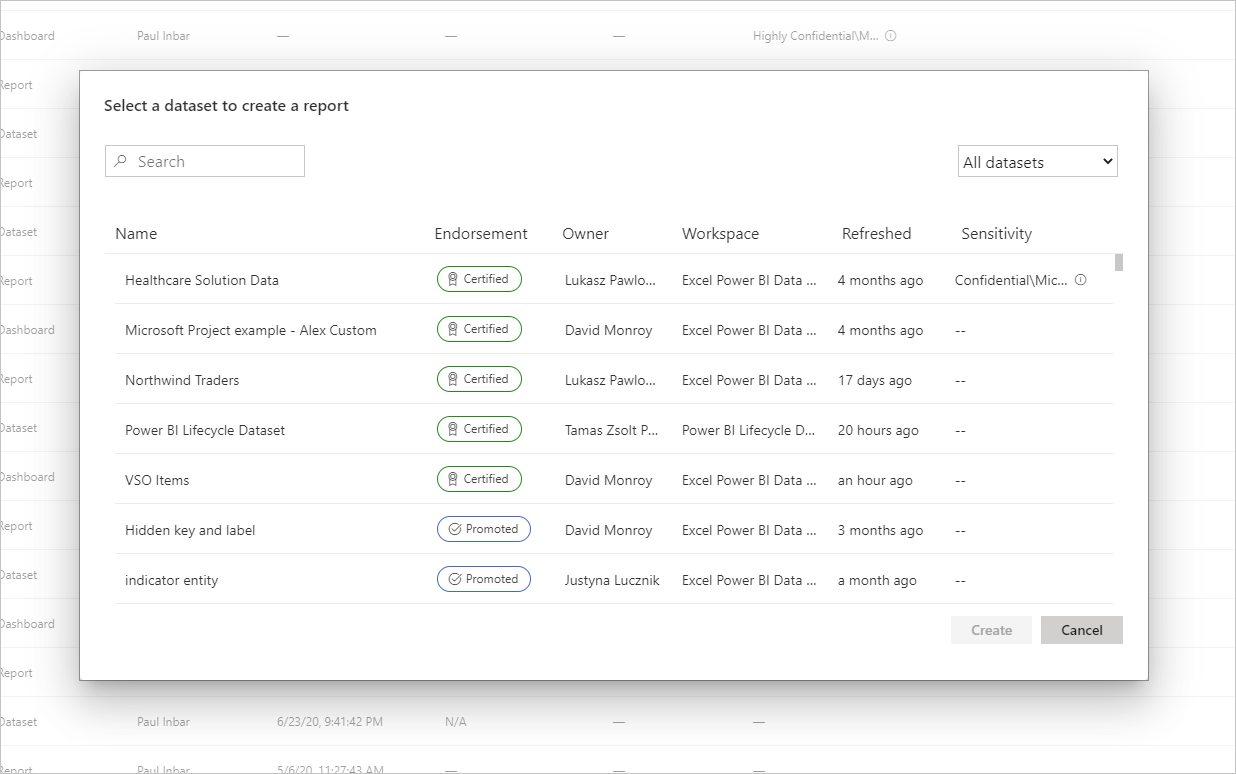 Dashboard Paul Inbar — — — Highly Confidential\M...
Report
Select a dataset to create a report
Dataset
Search All datasets
Report
Name Endorsement Owner Workspace Refreshed Sensitivity
Dataset
Healthcare Solution Data Certified Lukasz Pawlo... Excel Power BI Data ... 4 months ago Confidential\Mic...
Report
Microsoft Project example - Alex Custom Certified David Monroy Excel Power BI Data ... 4 months ago --
Dashboard
Northwind Traders Certified Lukasz Pawlo... Excel Power BI Data ... 17 days ago --
Report
Power BI Lifecycle Dataset Certified Tamas Zsolt P... Power BI Lifecycle D... 20 hours ago --
Dataset
VSO Items Certified David Monroy Excel Power BI Data ... an hour ago --
Dashboard
Hidden key and label Promoted David Monroy Excel Power BI Data ... 3 months ago --
Report
indicator entity Promoted Justyna Lucznik Excel Power BI Data ... a month ago --
Dataset
Dashboard
Create Cancel
Report
Dataset Paul Inbar 6/23/20, 9:41:42 PM N/A — —
Report Paul Inbar 5/6/20, 11:27:43 AM — — —